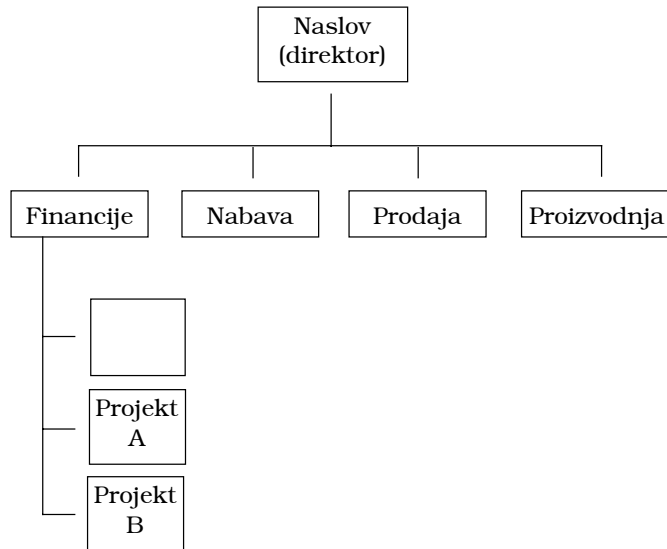 Naslov
(direktor)
Financije
Nabava
Prodaja
Proizvodnja
Projekt
A
Projekt
B